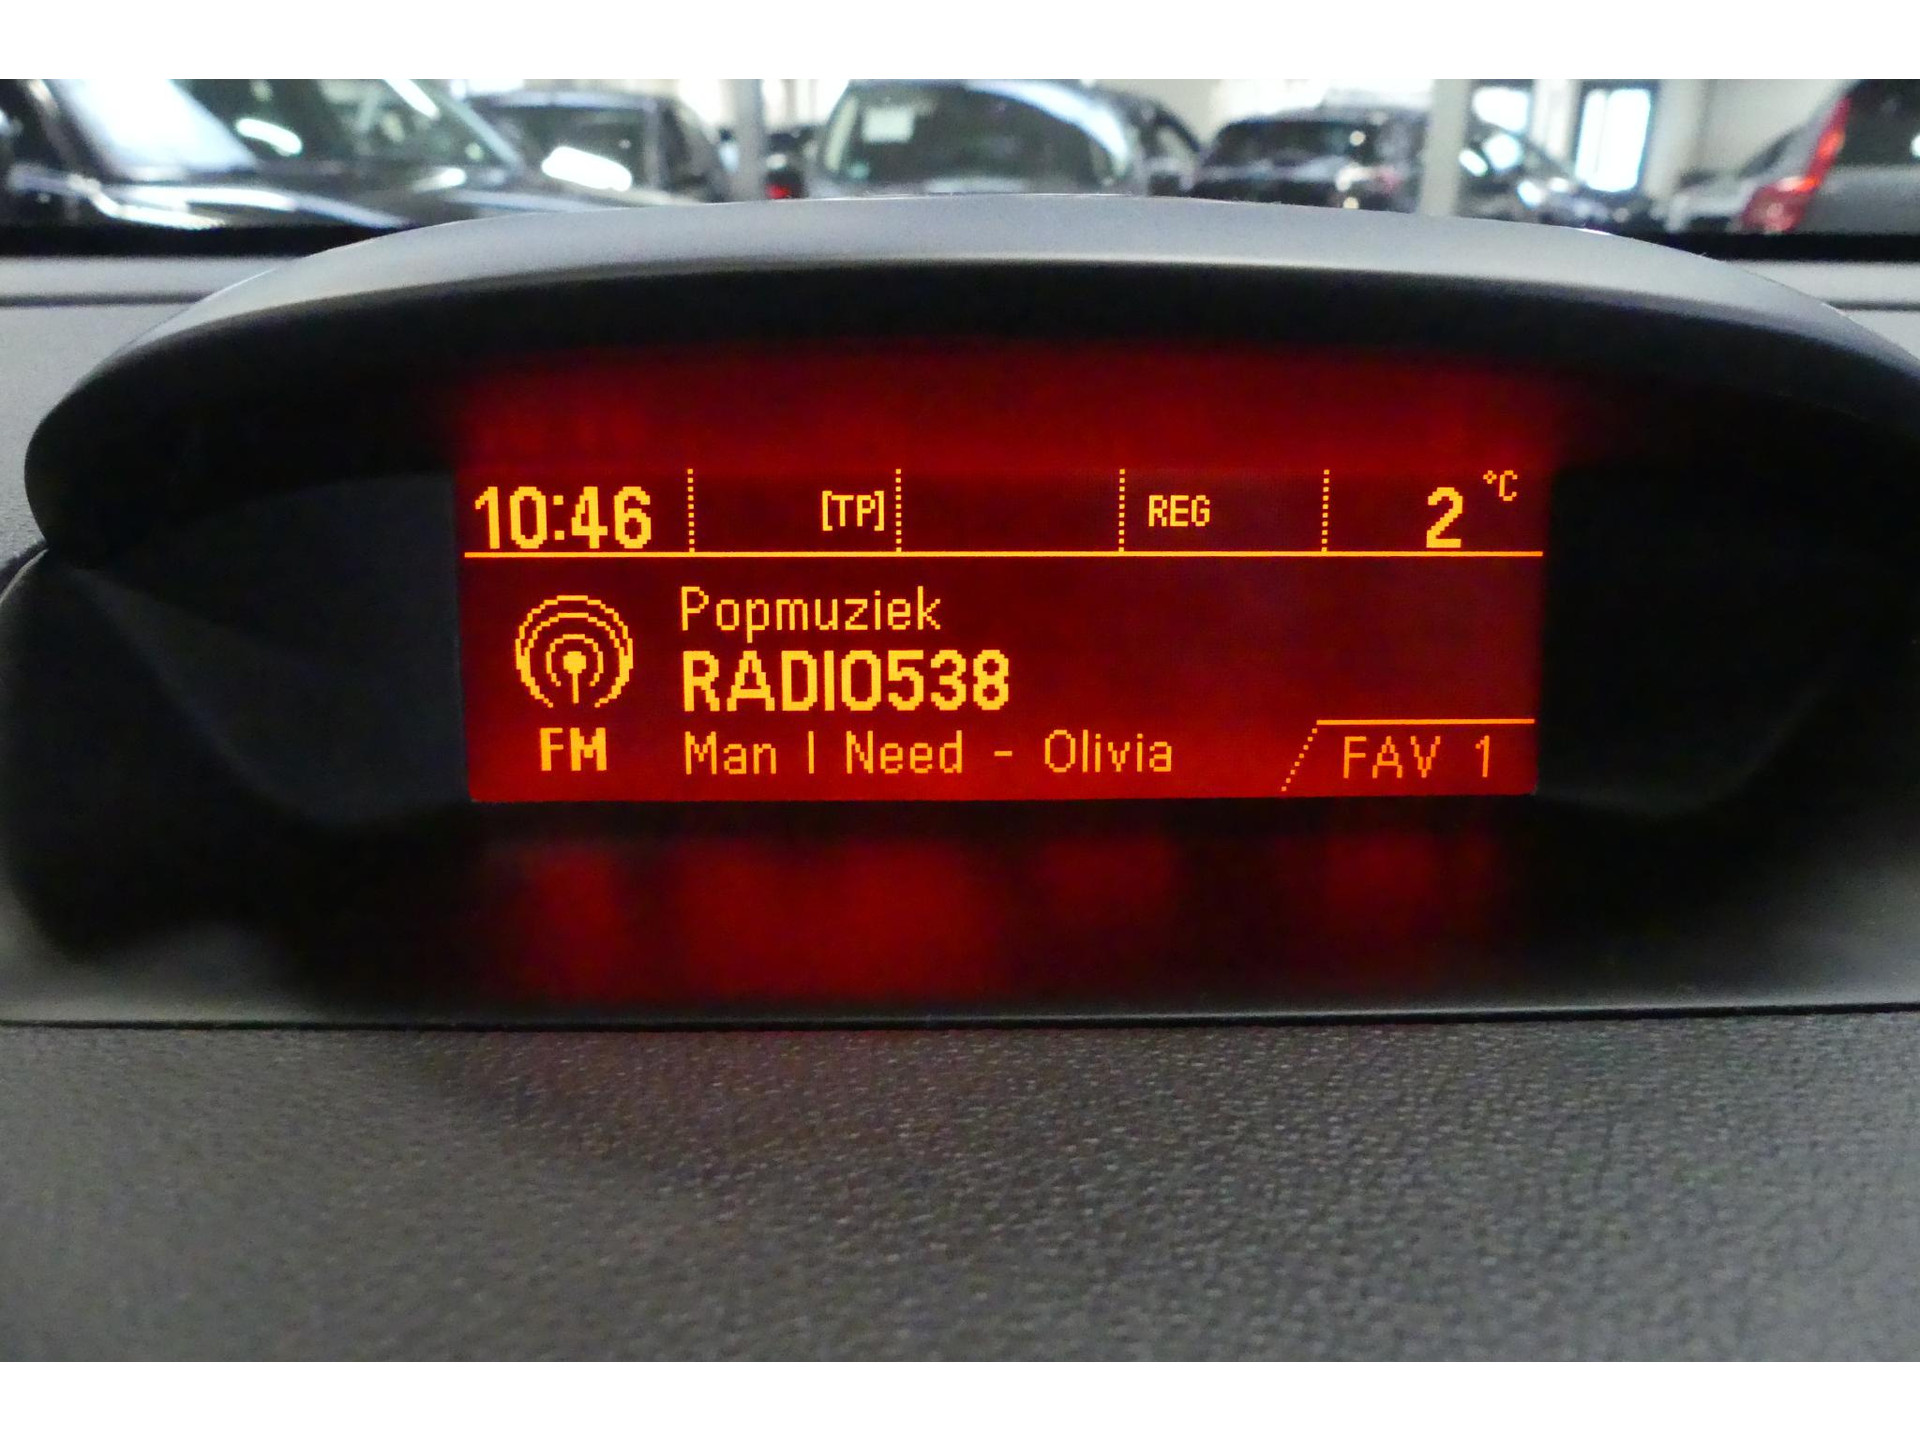 10:46 [TP] REG 2 °C
Popmuziek
RADIO538
FM Man I Need - Olivia FAV 1